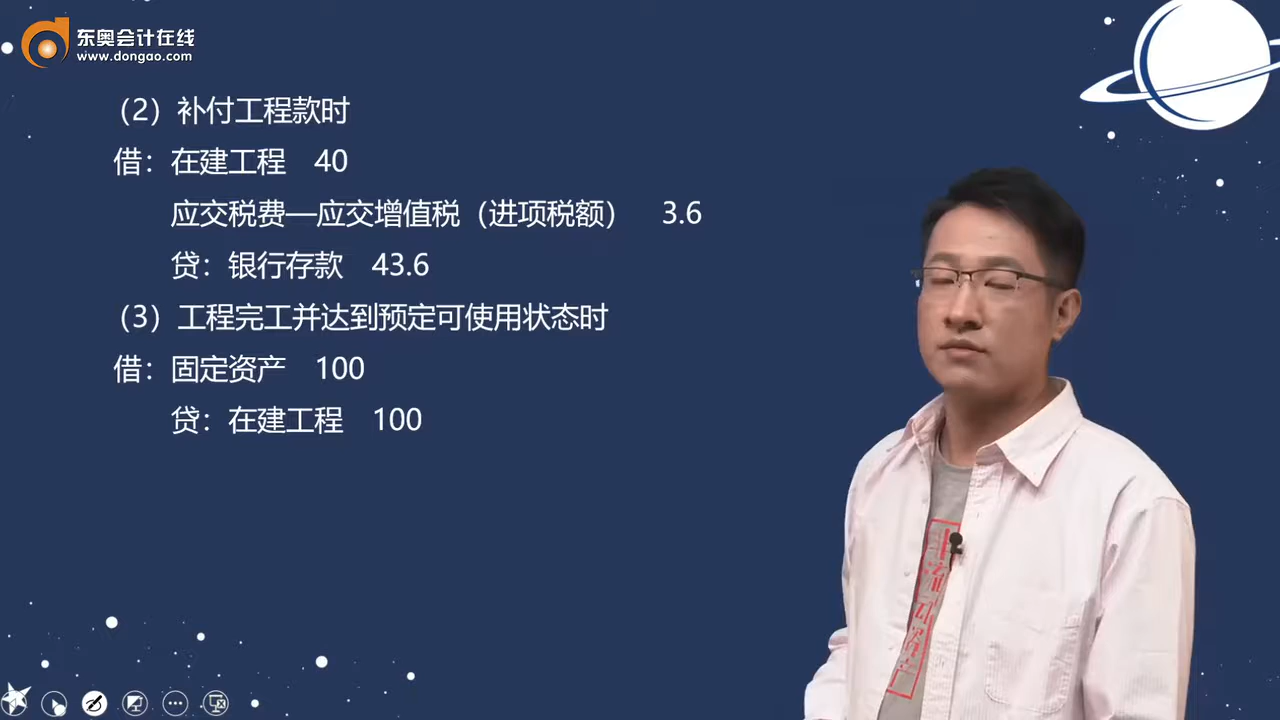 东奥会计在线
www.dongao.com
（2）补付工程款时
借：在建工程 40
应交税费—应交增值税（进项税额） 3.6
贷：银行存款 43.6
（3）工程完工并达到预定可使用状态时
借：固定资产 100
贷：在建工程 100